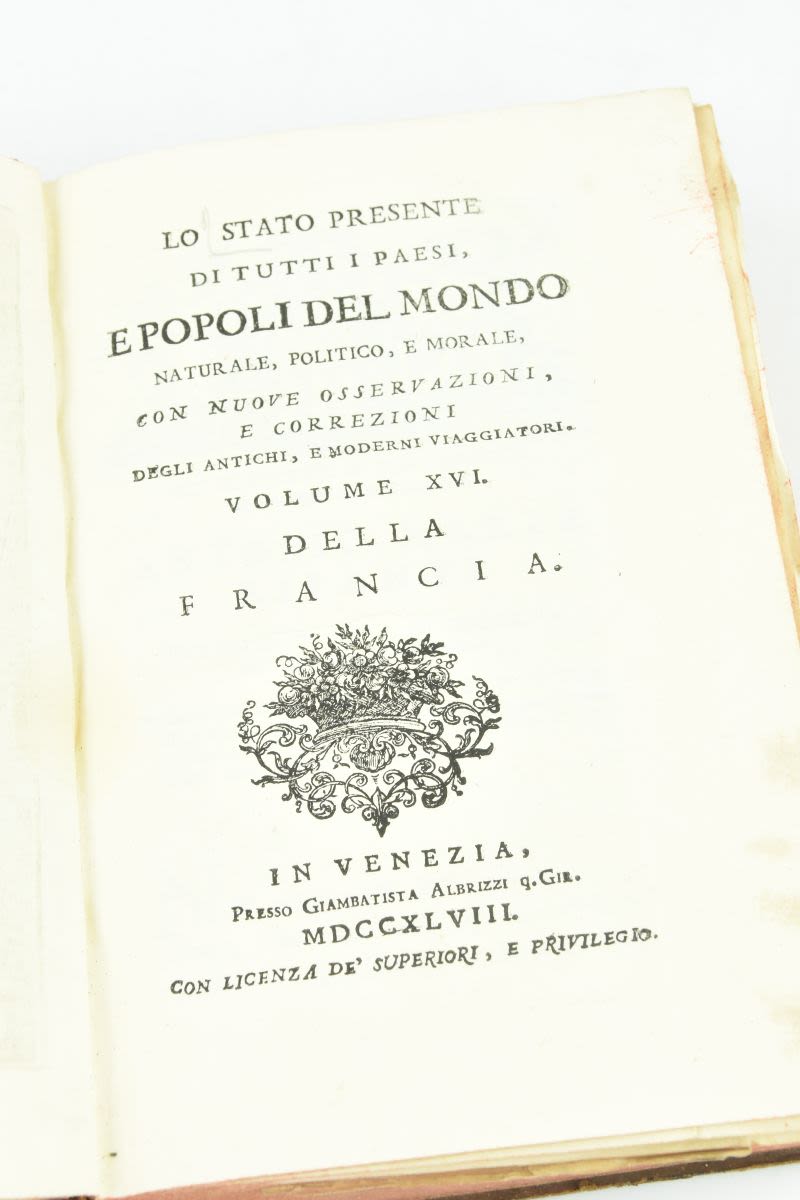 LO STATO PRESENTE
DI TUTTI I PAESI,
E POPOLI DEL MONDO
NATURALE, POLITICO, E MORALE,
CON NUOVE OSSERVAZIONI,
E CORREZIONI
DEGLI ANTICHI, E MODERNI VIAGGIATORI.
VOLUME XVI.
DELLA
FRANCIA.
IN VENEZIA,
PRESSO GIAMBATISTA ALBRIZZI q. GIR.
MDCCXLVIII.
CON LICENZA DE' SUPERIORI, E PRIVILEGIO.